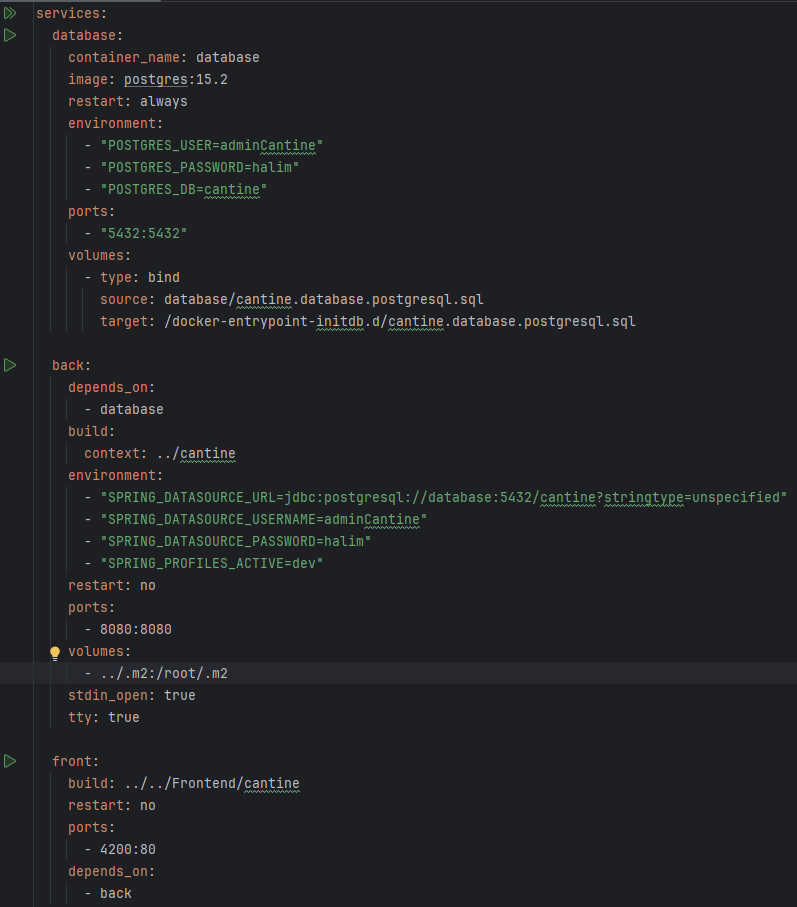 services:
  database:
    container_name: database
    image: postgres:15.2
    restart: always
    environment:
      - "POSTGRES_USER=adminCantine"
      - "POSTGRES_PASSWORD=halim"
      - "POSTGRES_DB=cantine"
    ports:
      - "5432:5432"
    volumes:
      - type: bind
        source: database/cantine.database.postgresql.sql
        target: /docker-entrypoint-initdb.d/cantine.database.postgresql.sql

  back:
    depends_on:
      - database
    build:
      context: ../cantine
    environment:
      - "SPRING_DATASOURCE_URL=jdbc:postgresql://database:5432/cantine?stringtype=unspecified"
      - "SPRING_DATASOURCE_USERNAME=adminCantine"
      - "SPRING_DATASOURCE_PASSWORD=halim"
      - "SPRING_PROFILES_ACTIVE=dev"
    restart: no
    ports:
      - 8080:8080
    volumes:
      - ../.m2:/root/.m2
    stdin_open: true
    tty: true

  front:
    build: ../../Frontend/cantine
    restart: no
    ports:
      - 4200:80
    depends_on:
      - back